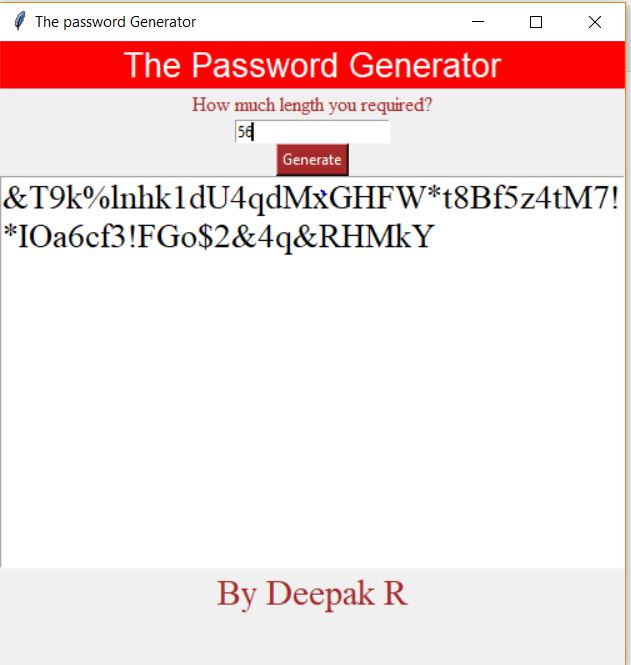 The password Generator
The Password Generator
How much length you required?
56
Generate
&T9k%lnhk1dU4qdMxGHFW*t8Bf5z4tM7!
*IOa6cf3!FGo$2&4q&RHMkY
By Deepak R